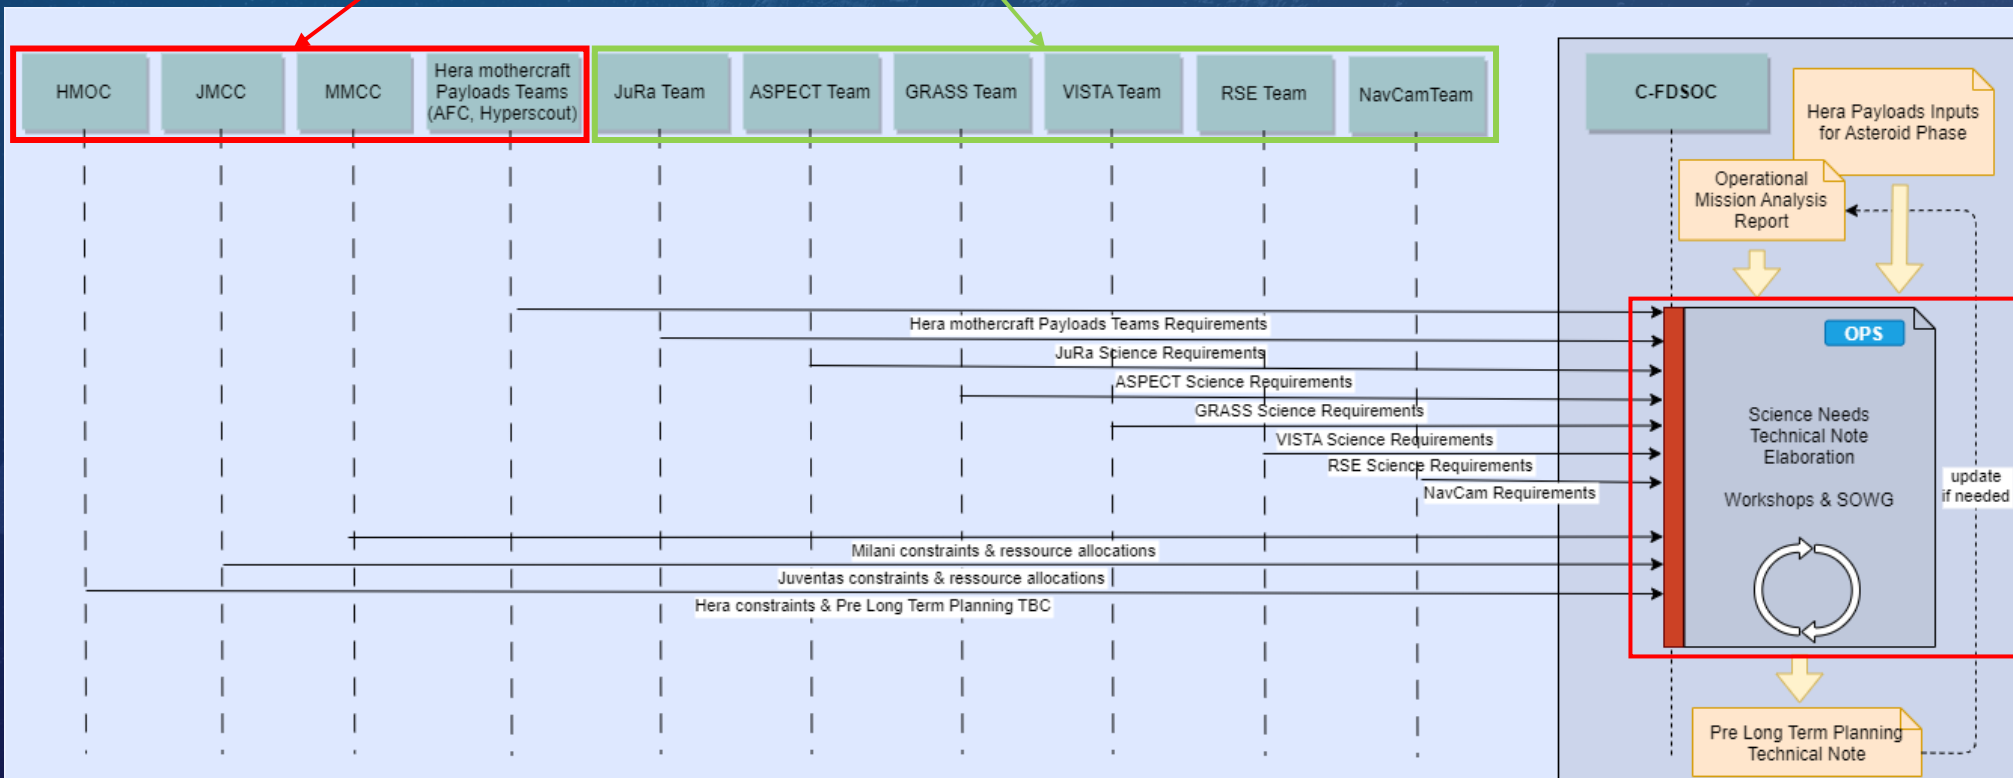 HMOC
JMCC
MMCC
Hera mothercraft
Payloads Teams
(AFC, Hyperscout)
JuRa Team
ASPECT Team
GRASS Team
VISTA Team
RSE Team
NavCamTeam
C-FDSOC
Hera Payloads Inputs
for Asteroid Phase
Operational
Mission Analysis
Report
Hera mothercraft Payloads Teams Requirements
JuRa Science Requirements
ASPECT Science Requirements
GRASS Science Requirements
VISTA Science Requirements
RSE Science Requirements
NavCam Requirements
Milani constraints & ressource allocations
Juventas constraints & ressource allocations
Hera constraints & Pre Long Term Planning TBC
OPS
Science Needs
Technical Note
Elaboration
Workshops & SOWG
update
if needed
Pre Long Term Planning
Technical Note